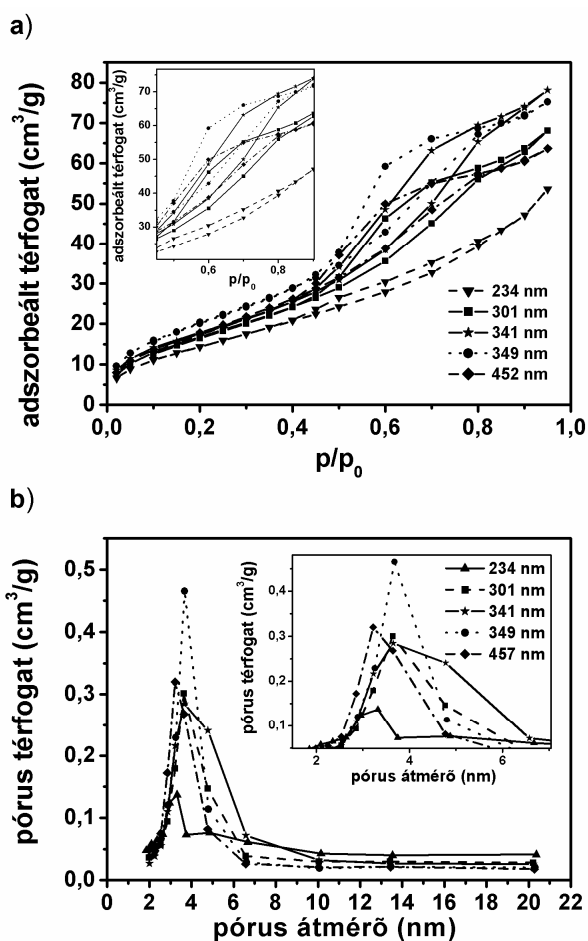 a)
adszorbeált térfogat (cm³/g)
80
70
60
50
40
30
20
10
0
0,0 0,2 0,4 0,6 0,8 1,0
p/p₀
adszorbeált térfogat (cm³/g)
70
60
50
40
30
0,6 0,8
p/p₀
234 nm
301 nm
341 nm
349 nm
452 nm
b)
pórus térfogat (cm³/g)
0,5
0,4
0,3
0,2
0,1
0,0
0 2 4 6 8 10 12 14 16 18 20 22
pórus átmérõ (nm)
pórus térfogat (cm³/g)
0,4
0,3
0,2
0,1
2 4 6
pórus átmérõ (nm)
234 nm
301 nm
341 nm
349 nm
457 nm